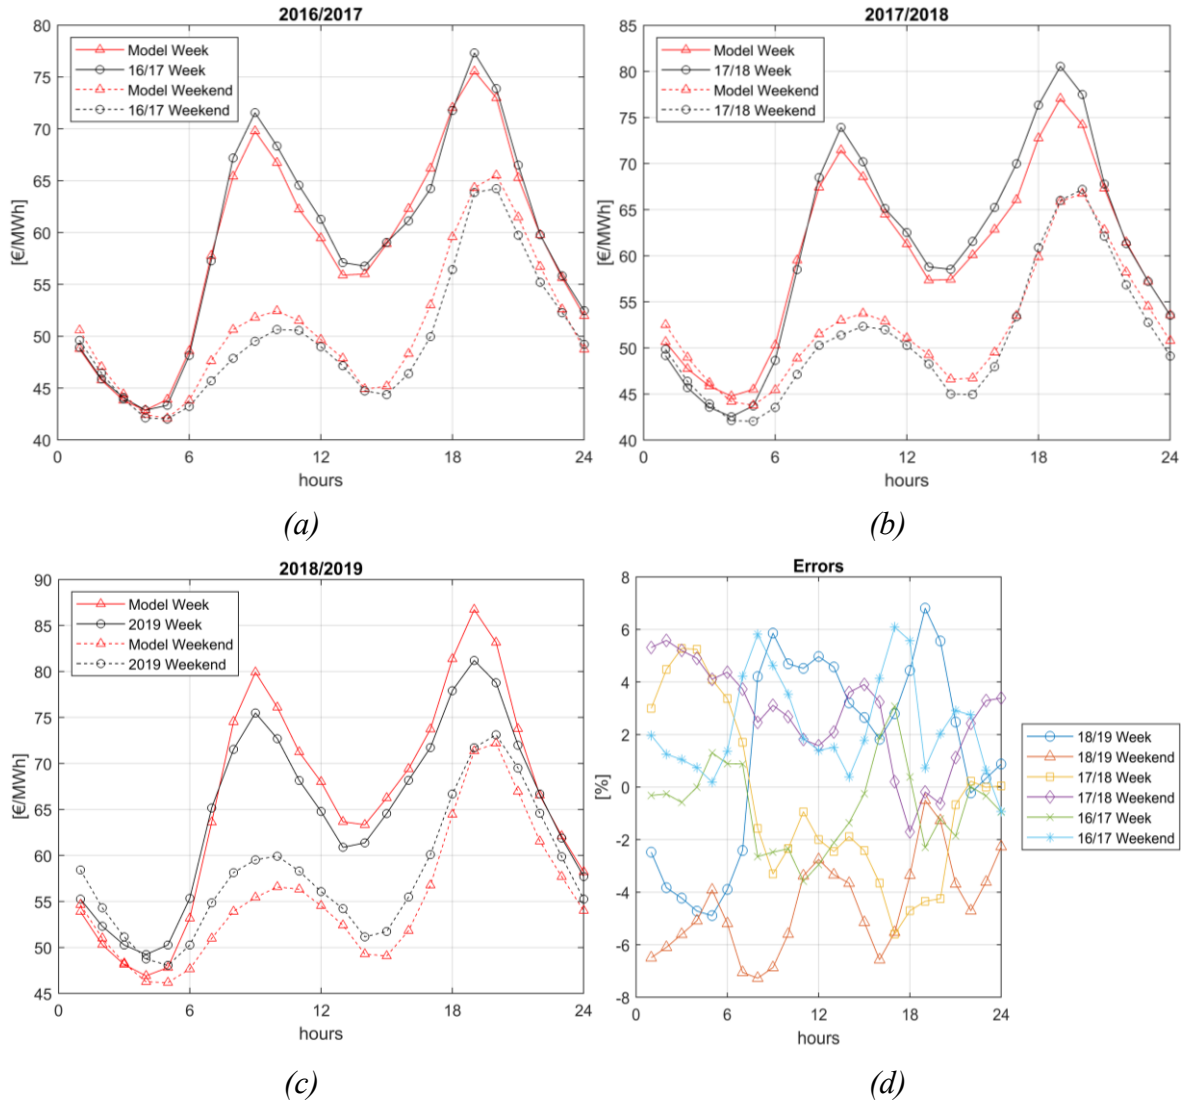 2016/2017
80
75
70
65
60
55
50
45
40
[€/MWh]
Model Week
16/17 Week
Model Weekend
16/17 Weekend
0 6 12 18 24
hours
(a)
2017/2018
85
80
75
70
65
60
55
50
45
40
[€/MWh]
Model Week
17/18 Week
Model Weekend
17/18 Weekend
0 6 12 18 24
hours
(b)
2018/2019
90
85
80
75
70
65
60
55
50
45
[€/MWh]
Model Week
2019 Week
Model Weekend
2019 Weekend
0 6 12 18 24
hours
(c)
Errors
8
6
4
2
0
-2
-4
-6
-8
[%]
0 6 12 18 24
hours
18/19 Week
18/19 Weekend
17/18 Week
17/18 Weekend
16/17 Week
16/17 Weekend
(d)